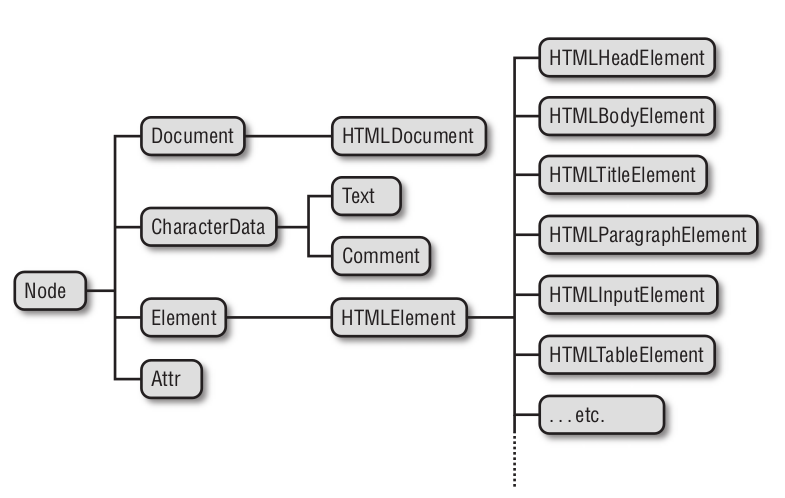 Node
Document
CharacterData
Element
Attr
HTMLDocument
Text
Comment
HTMLElement
HTMLHeadElement
HTMLBodyElement
HTMLTitleElement
HTMLParagraphElement
HTMLInputElement
HTMLTableElement
. . . etc.